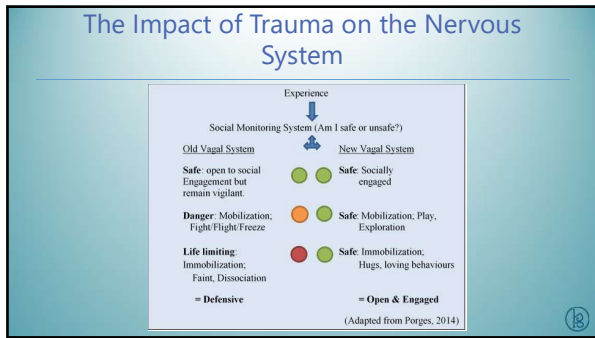 The Impact of Trauma on the Nervous
System
Experience
Social Monitoring System (Am I safe or unsafe?)
Old Vagal System
New Vagal System
Safe: open to social
Engagement but
remain vigilant.
Safe: Socially
engaged
Danger: Mobilization;
Fight/Flight/Freeze
Safe: Mobilization; Play,
Exploration
Life limiting:
Immobilization;
Faint, Dissociation
Safe: Immobilization;
Hugs, loving behaviours
= Defensive
= Open & Engaged
(Adapted from Porges, 2014)